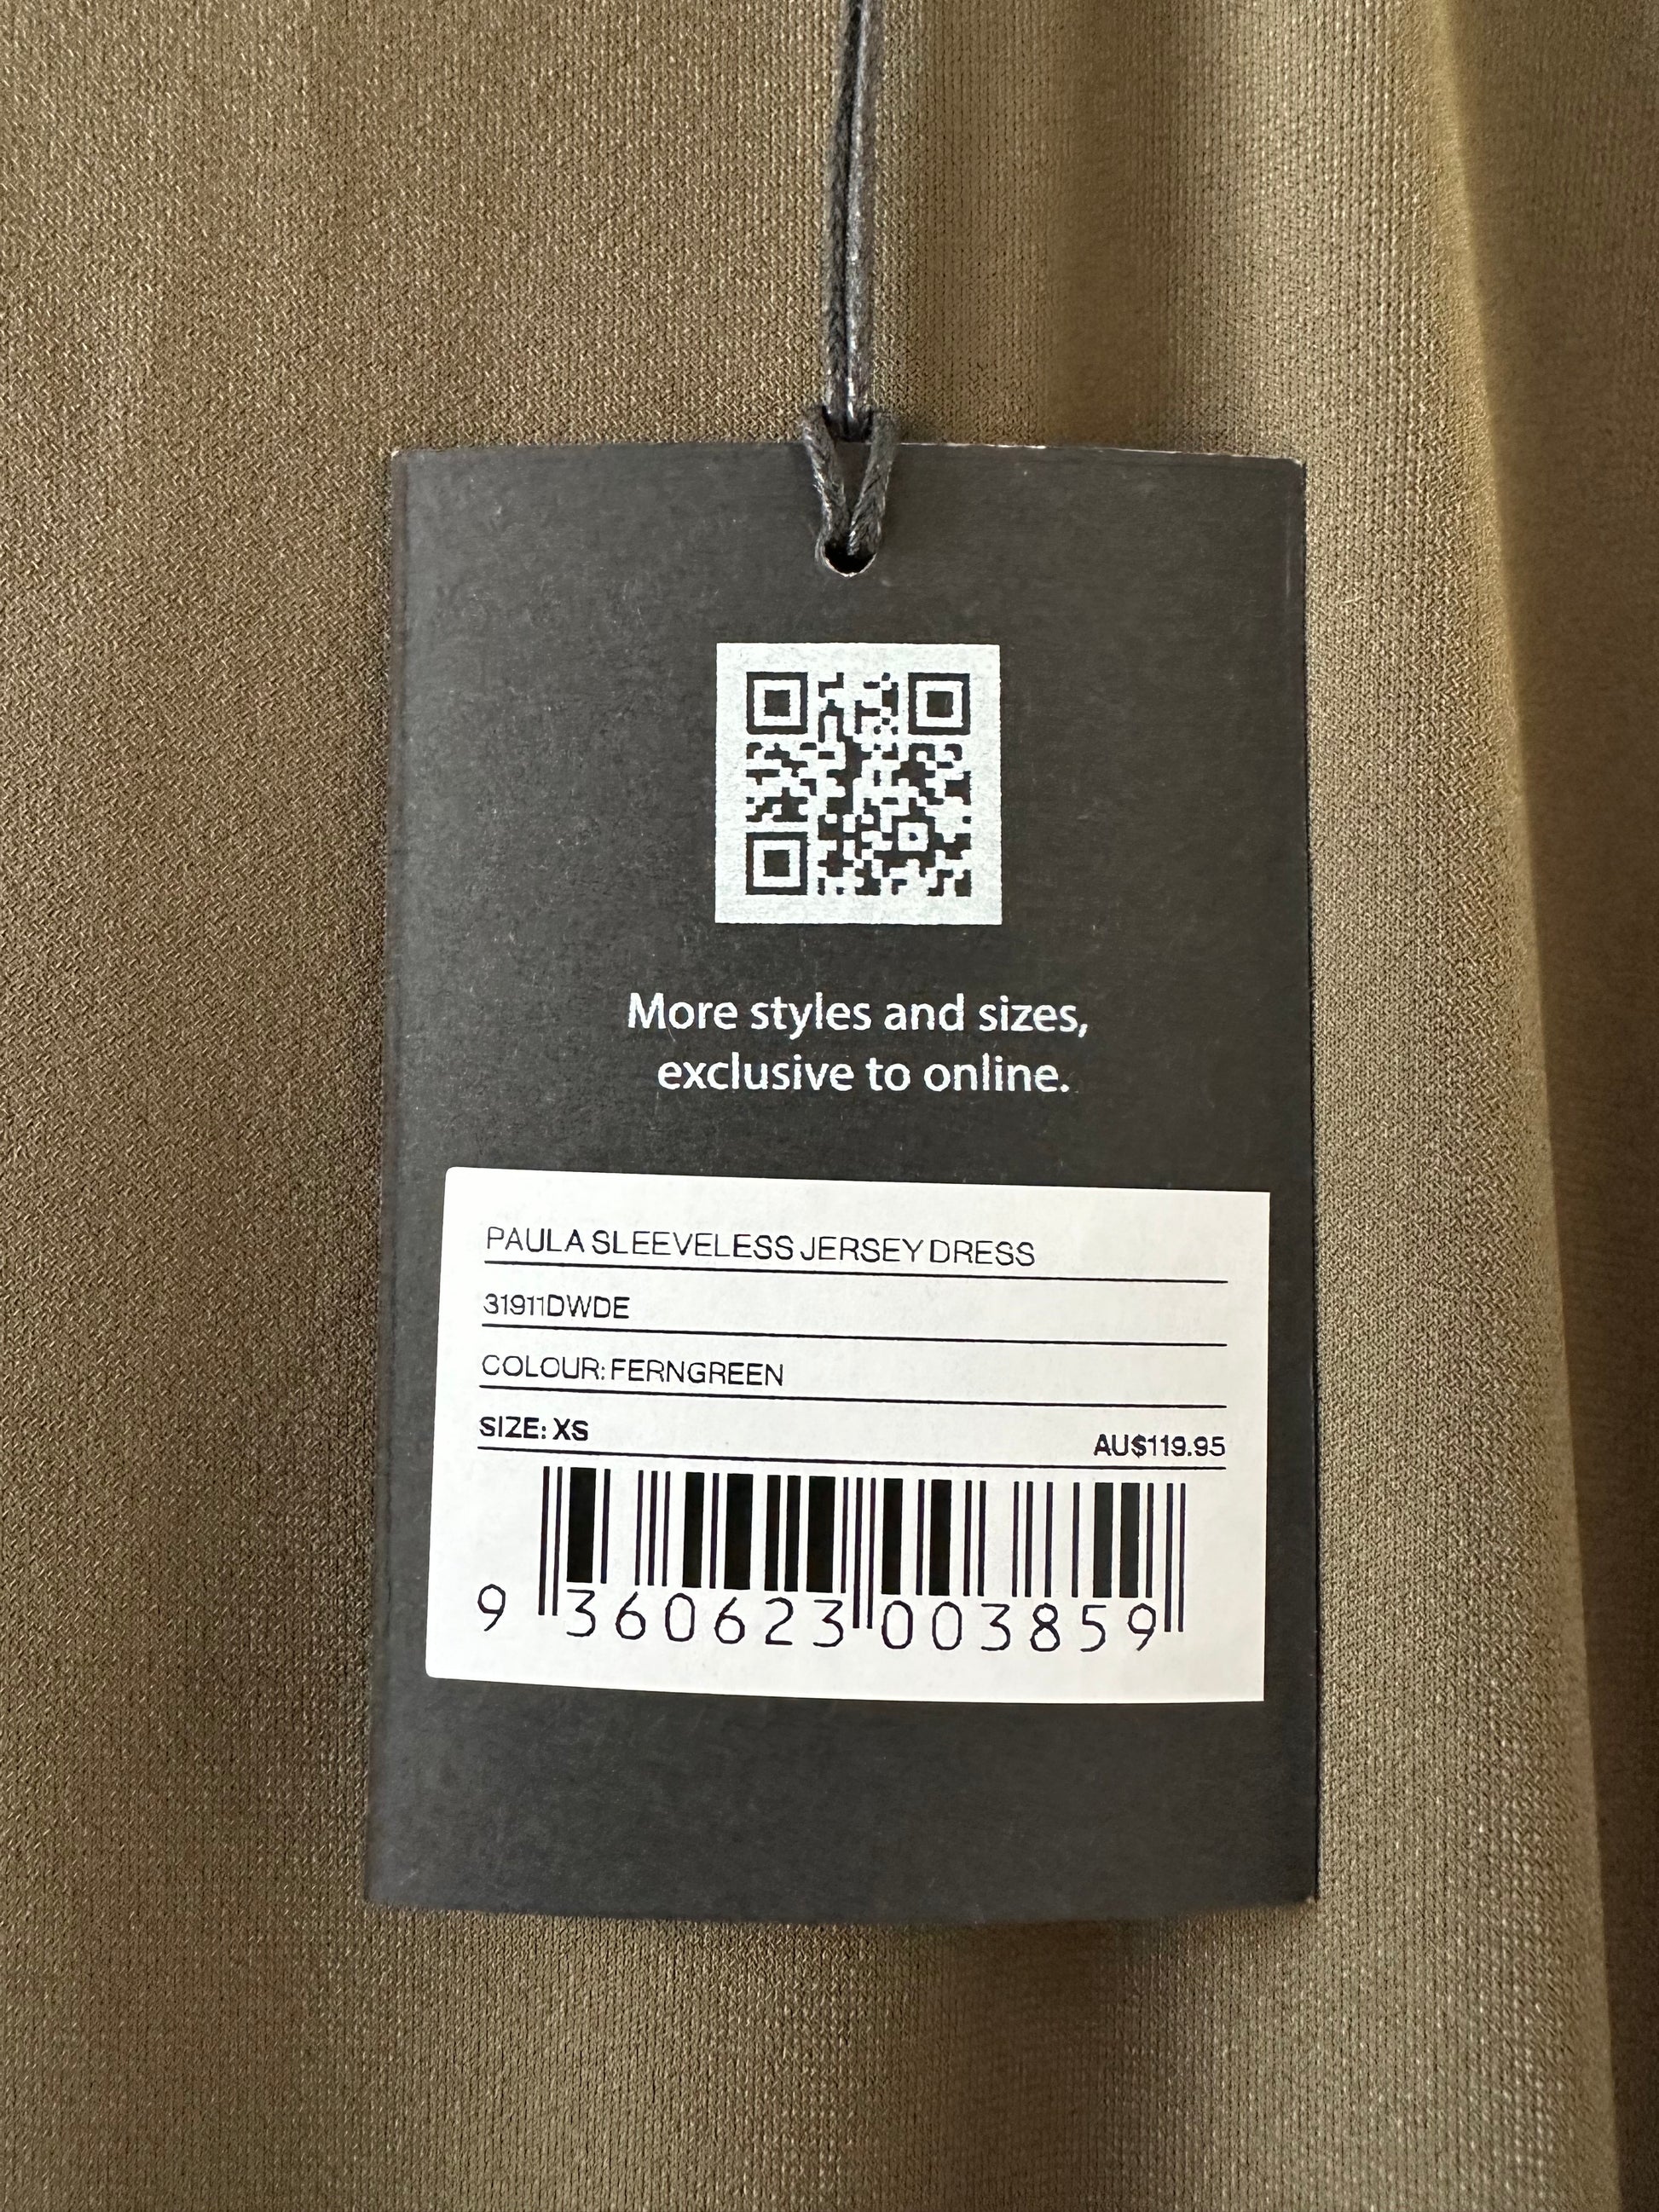 More styles and sizes,
exclusive to online.
PAULA SLEEVELESS JERSEY DRESS
31911DWDE
COLOUR: FERNGREEN
SIZE: XS AU$119.95
9 360623 003859